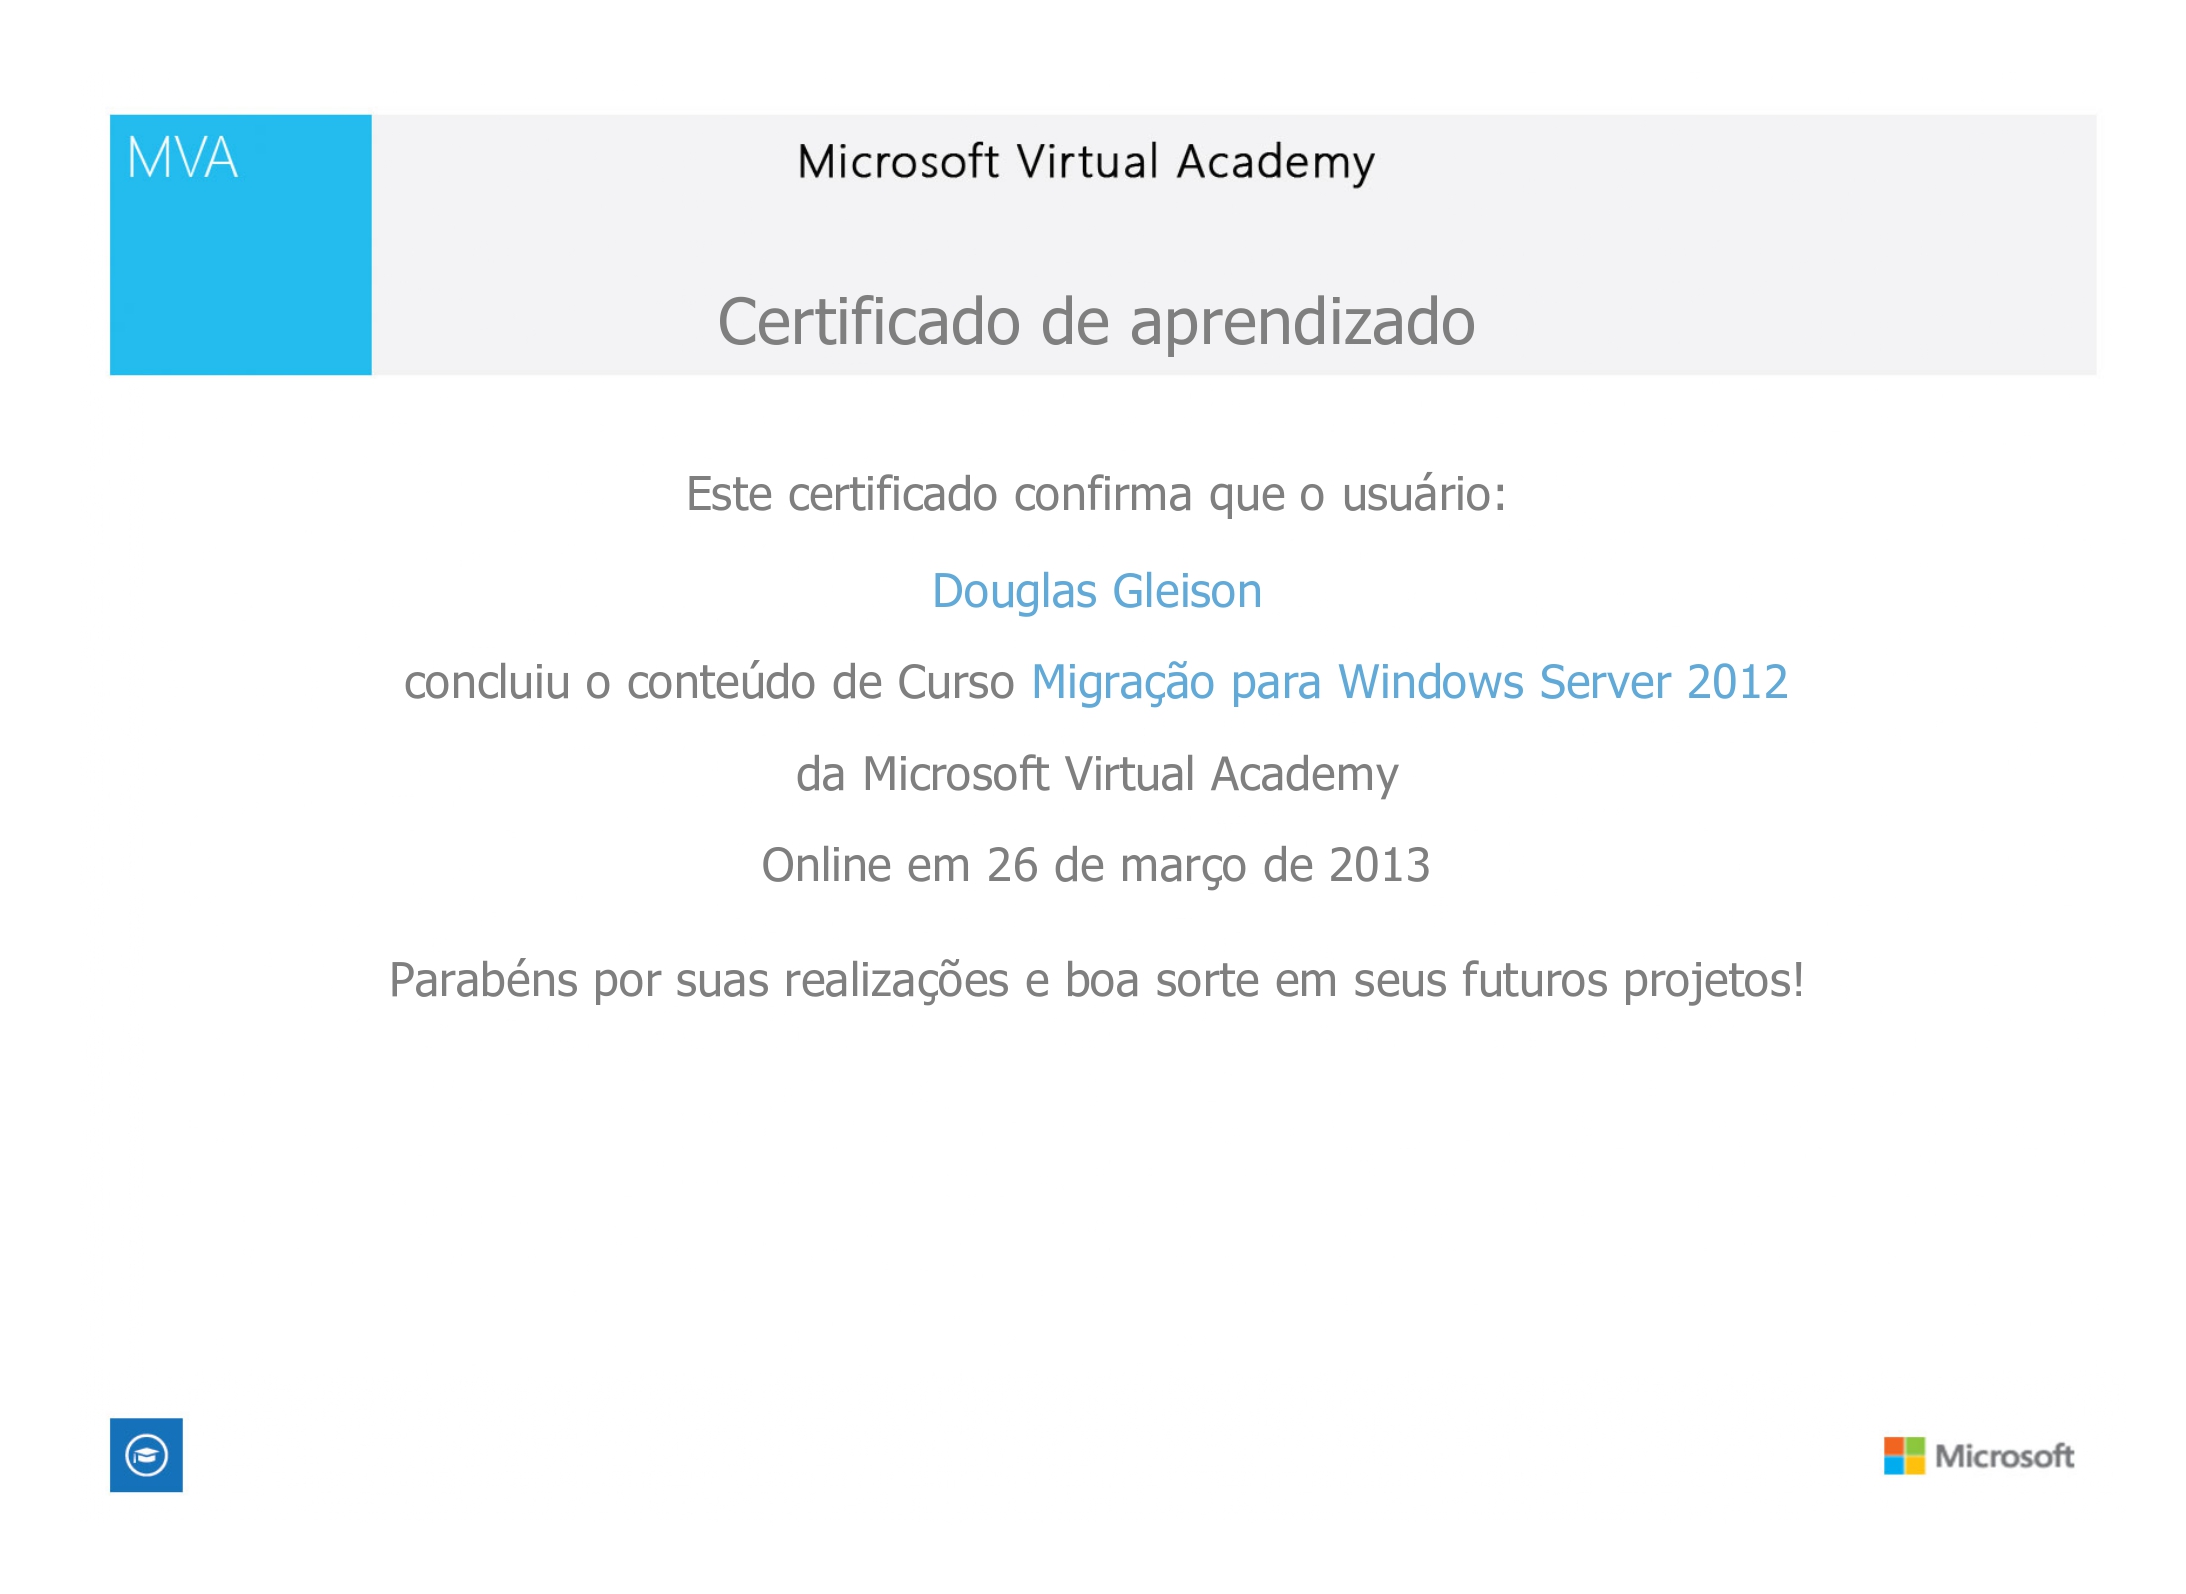 MVA
Microsoft Virtual Academy
Certificado de aprendizado
Este certificado confirma que o usuário:
Douglas Gleison
concluiu o conteúdo de Curso Migração para Windows Server 2012
da Microsoft Virtual Academy
Online em 26 de março de 2013
Parabéns por suas realizações e boa sorte em seus futuros projetos!
Microsoft